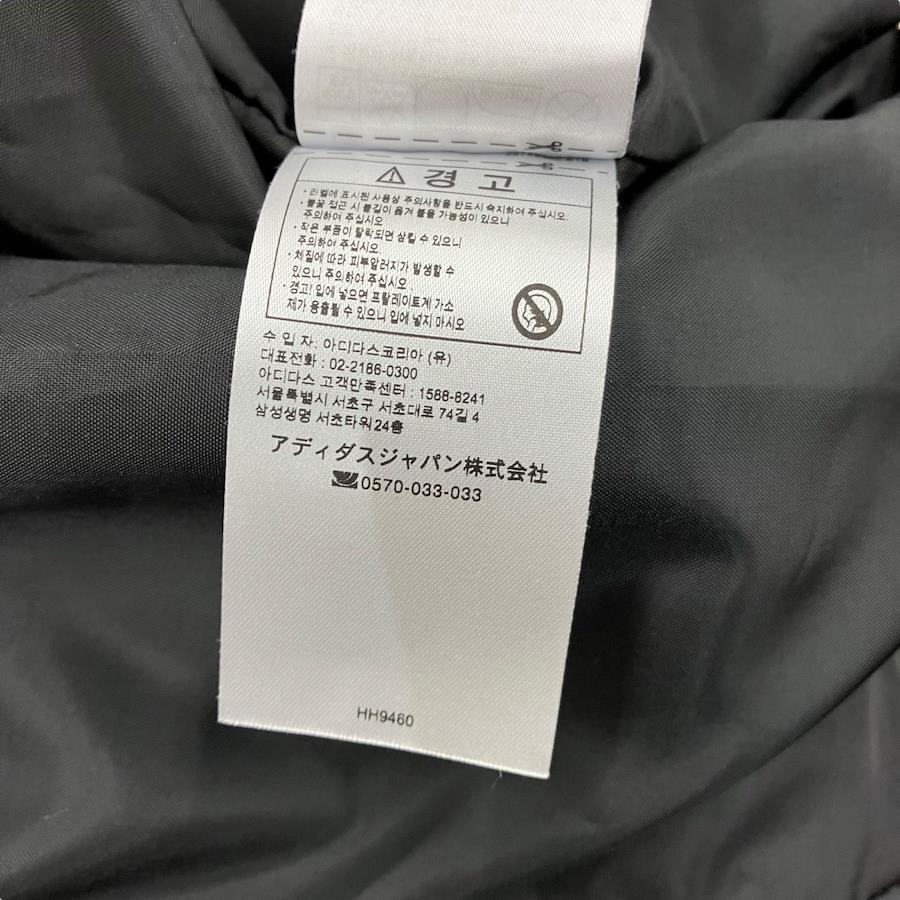 ⚠ 경 고
· 라벨에 표시된 사용상 주의사항을 반드시 숙지하여 주십시오.
· 불꽃 접근 시 불길이 옮겨 붙을 가능성이 있으니
주의하여 주십시오
· 작은 부품이 탈락되면 삼킬 수 있으니
주의하여 주십시오.
· 체질에 따라 피부알러지가 발생할 수
있으니 주의하여 주십시오.
· 경고! 입에 넣으면 프탈레이트계 가소
제가 용출될 수 있으니 입에 넣지 마시오
수 입 자. 아디다스코리아 (유)
대표전화 : 02-2186-0300
아디다스 고객만족센터 : 1588-8241
서울특별시 서초구 서초대로 74길 4
삼성생명 서초타워24층
アディダスジャパン株式会社
0570-033-033
HH9460